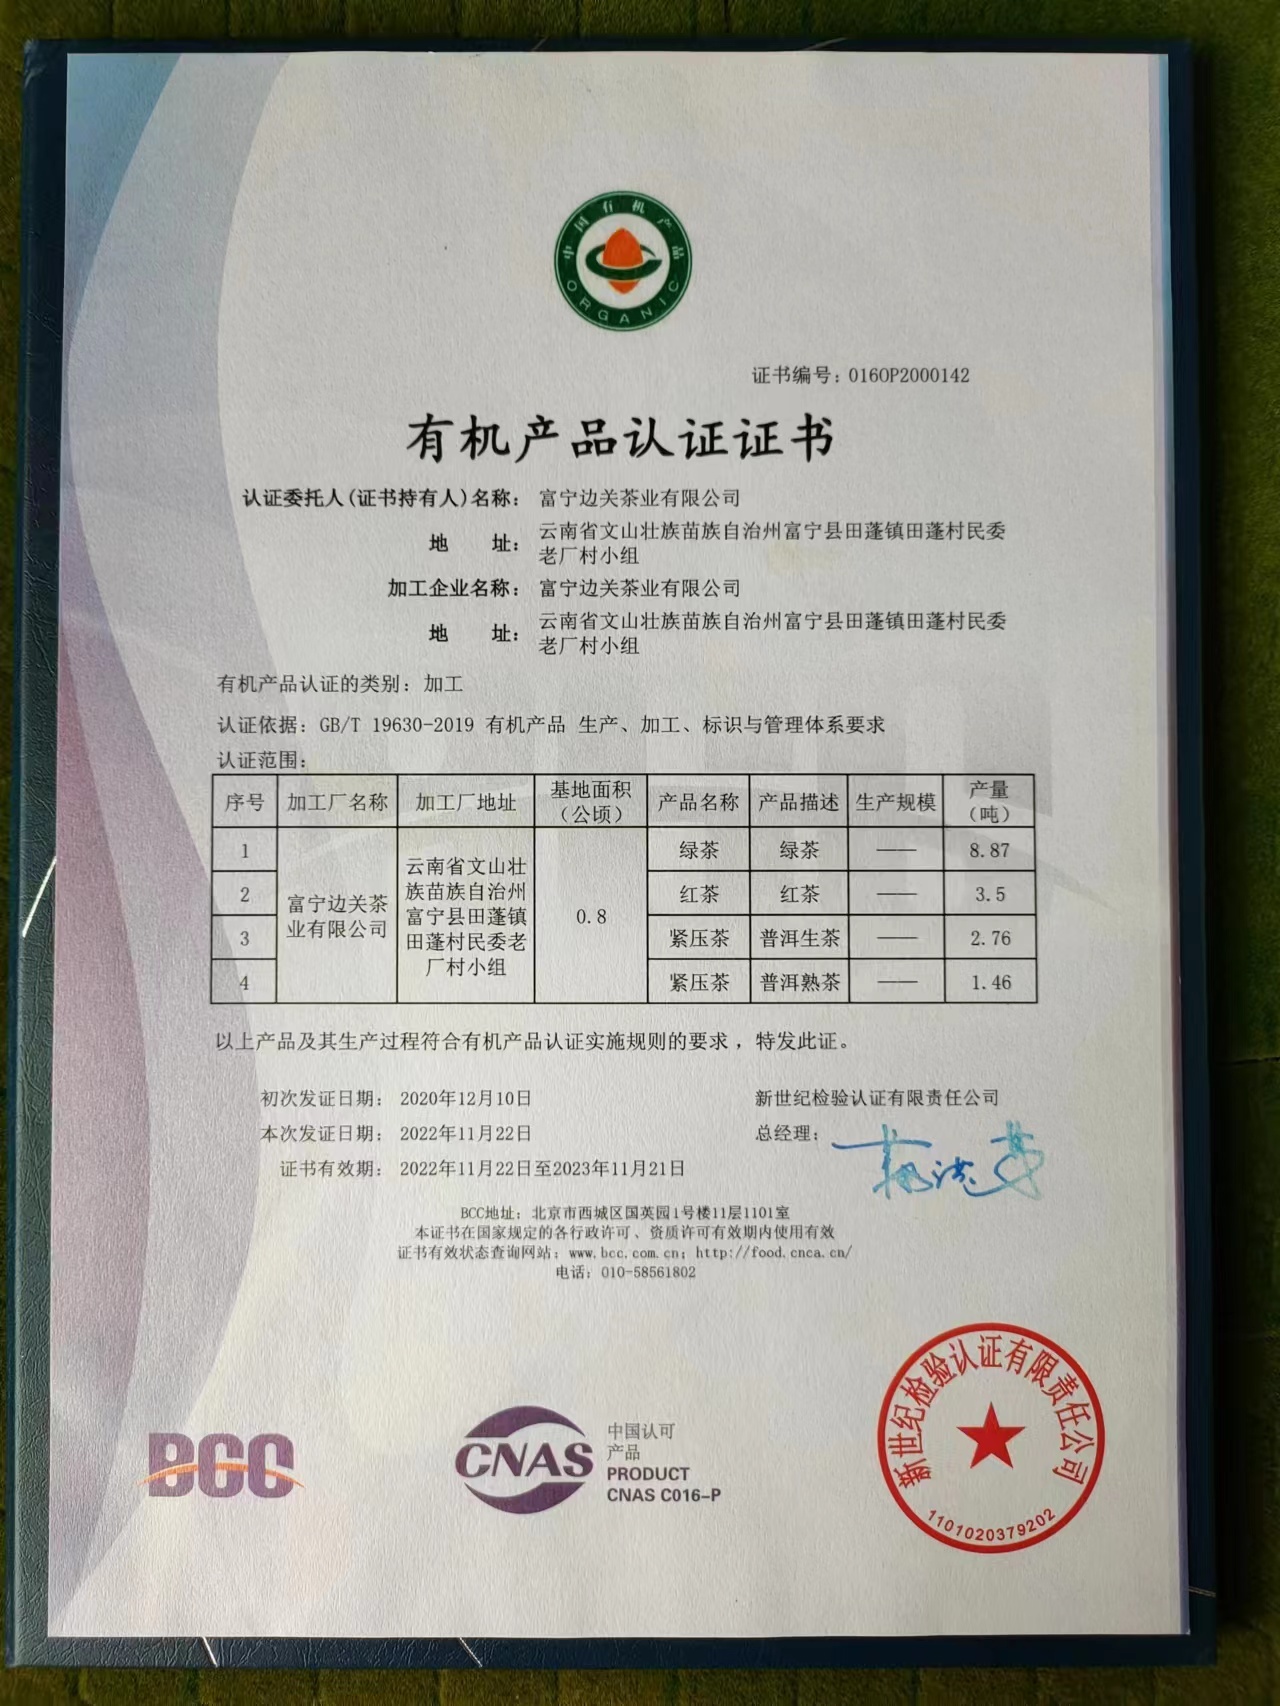 中国有机产品
ORGANIC
证书编号：016OP2000142
有机产品认证证书
认证委托人(证书持有人)名称： 富宁边关茶业有限公司
地 址： 云南省文山壮族苗族自治州富宁县田蓬镇田蓬村民委
老厂村小组
加工企业名称： 富宁边关茶业有限公司
地 址： 云南省文山壮族苗族自治州富宁县田蓬镇田蓬村民委
老厂村小组
有机产品认证的类别：加工
认证依据：GB/T 19630-2019 有机产品 生产、加工、标识与管理体系要求
认证范围：
序号 加工厂名称 加工厂地址 基地面积（公顷） 产品名称 产品描述 生产规模 产量（吨）
1 绿茶 绿茶 —— 8.87
2 红茶 红茶 —— 3.5
3 紧压茶 普洱生茶 —— 2.76
4 紧压茶 普洱熟茶 —— 1.46
富宁边关茶
业有限公司
云南省文山壮
族苗族自治州
富宁县田蓬镇
田蓬村民委老
厂村小组
0.8
以上产品及其生产过程符合有机产品认证实施规则的要求，特发此证。
初次发证日期： 2020年12月10日
新世纪检验认证有限责任公司
本次发证日期： 2022年11月22日
总经理：
证书有效期： 2022年11月22日至2023年11月21日
BCC地址：北京市西城区国英园1号楼11层1101室
本证书在国家规定的各行政许可、资质许可有效期内使用有效
证书有效状态查询网站：www.bcc.com.cn；http://food.cnca.cn/
电话：010-58561802
BCC
CNAS
中国认可
产品
PRODUCT
CNAS C016-P
新世纪检验认证有限责任公司
1101020379202